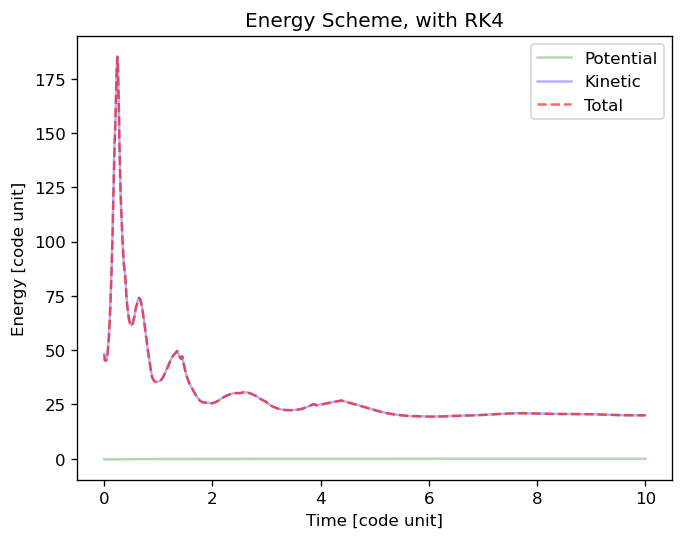 Energy Scheme, with RK4
Potential
Kinetic
Total
Energy [code unit]
175
150
125
100
75
50
25
0
0 2 4 6 8 10
Time [code unit]